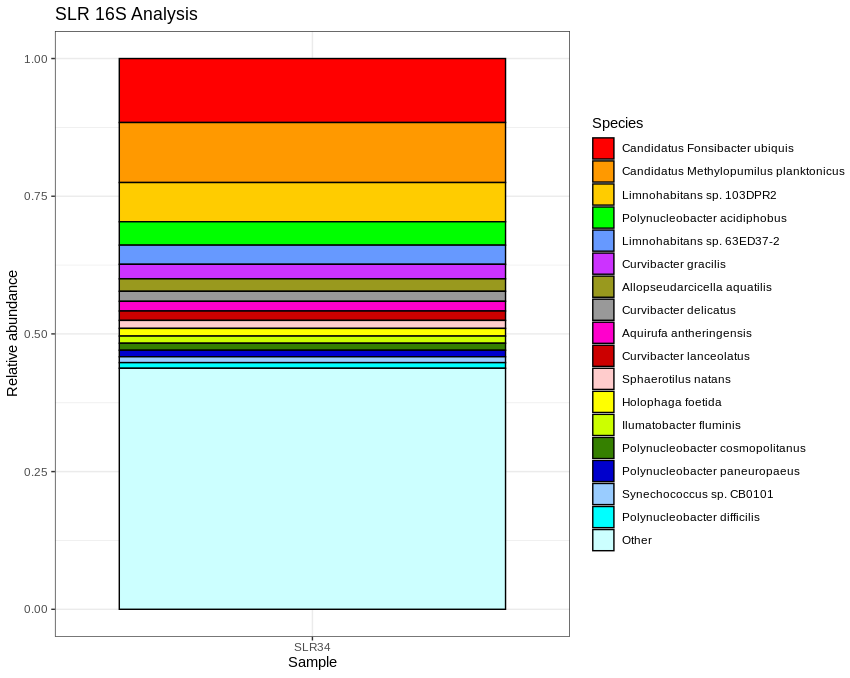 SLR 16S Analysis
1.00
0.75
0.50
0.25
0.00
Relative abundance
SLR34
Sample
Species
Candidatus Fonsibacter ubiquis
Candidatus Methylopumilus planktonicus
Limnohabitans sp. 103DPR2
Polynucleobacter acidiphobus
Limnohabitans sp. 63ED37-2
Curvibacter gracilis
Allopseudarcicella aquatilis
Curvibacter delicatus
Aquirufa antheringensis
Curvibacter lanceolatus
Sphaerotilus natans
Holophaga foetida
Ilumatobacter fluminis
Polynucleobacter cosmopolitanus
Polynucleobacter paneuropaeus
Synechococcus sp. CB0101
Polynucleobacter difficilis
Other